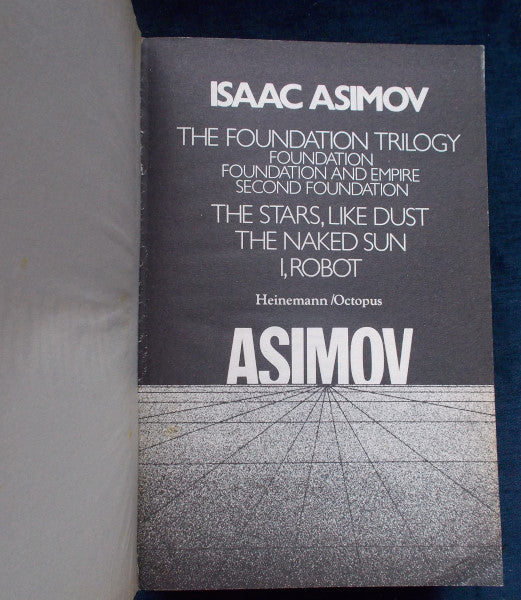 ISAAC ASIMOV
THE FOUNDATION TRILOGY
FOUNDATION
FOUNDATION AND EMPIRE
SECOND FOUNDATION
THE STARS, LIKE DUST
THE NAKED SUN
I, ROBOT
Heinemann/Octopus
ASIMOV